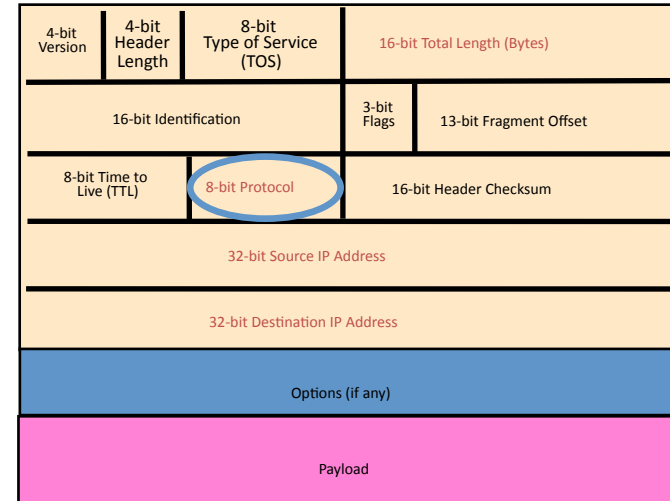 4-bit
Version
4-bit
Header
Length
8-bit
Type of Service
(TOS)
16-bit Total Length (Bytes)
16-bit Identification
3-bit
Flags
13-bit Fragment Offset
8-bit Time to
Live (TTL)
8-bit Protocol
16-bit Header Checksum
32-bit Source IP Address
32-bit Destination IP Address
Options (if any)
Payload